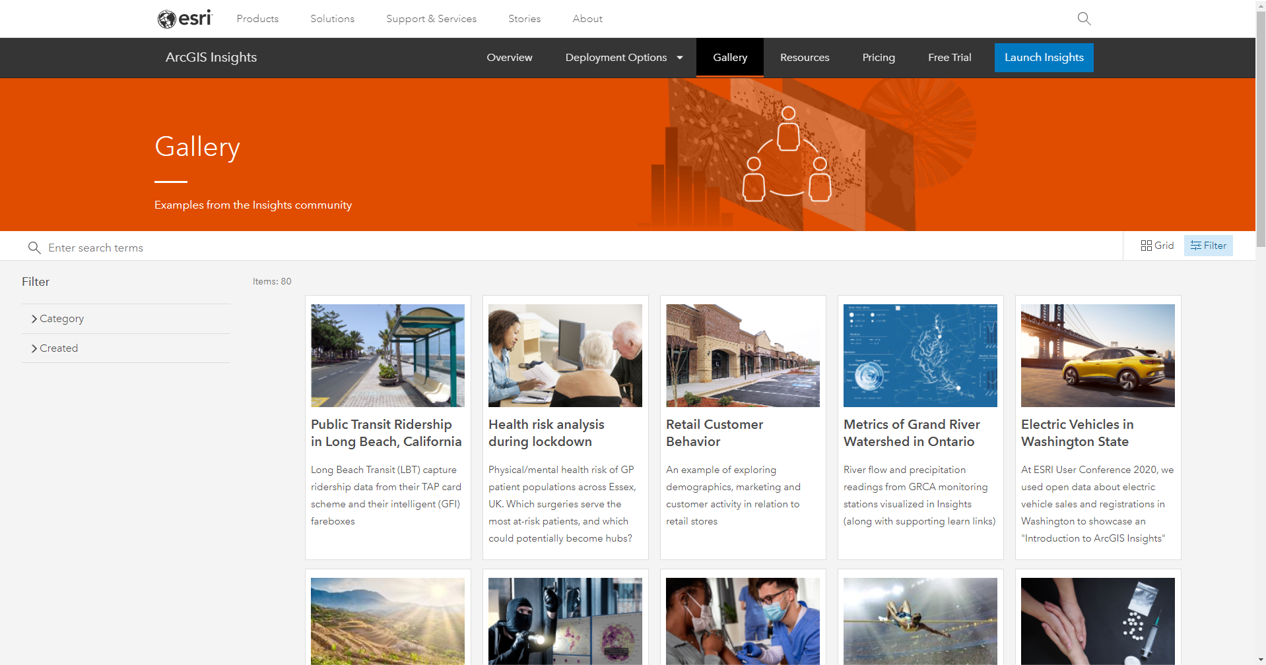 esri
Products
Solutions
Support & Services
Stories
About
ArcGIS Insights
Overview
Deployment Options
Gallery
Resources
Pricing
Free Trial
Launch Insights
Gallery
Examples from the Insights community
Enter search terms
Grid
Filter
Filter
Category
Created
Items: 80
Public Transit Ridership
in Long Beach, California
Long Beach Transit (LBT) capture
ridership data from their TAP card
scheme and their intelligent (GFI)
fareboxes
Health risk analysis
during lockdown
Physical/mental health risk of GP
patient populations across Essex,
UK. Which surgeries serve the
most at-risk patients, and which
could potentially become hubs?
Retail Customer
Behavior
An example of exploring
demographics, marketing and
customer activity in relation to
retail stores
Metrics of Grand River
Watershed in Ontario
River flow and precipitation
readings from GRCA monitoring
stations visualized in Insights
(along with supporting learn links)
Electric Vehicles in
Washington State
At ESRI User Conference 2020, we
used open data about electric
vehicle sales and registrations in
Washington to showcase an
"Introduction to ArcGIS Insights"